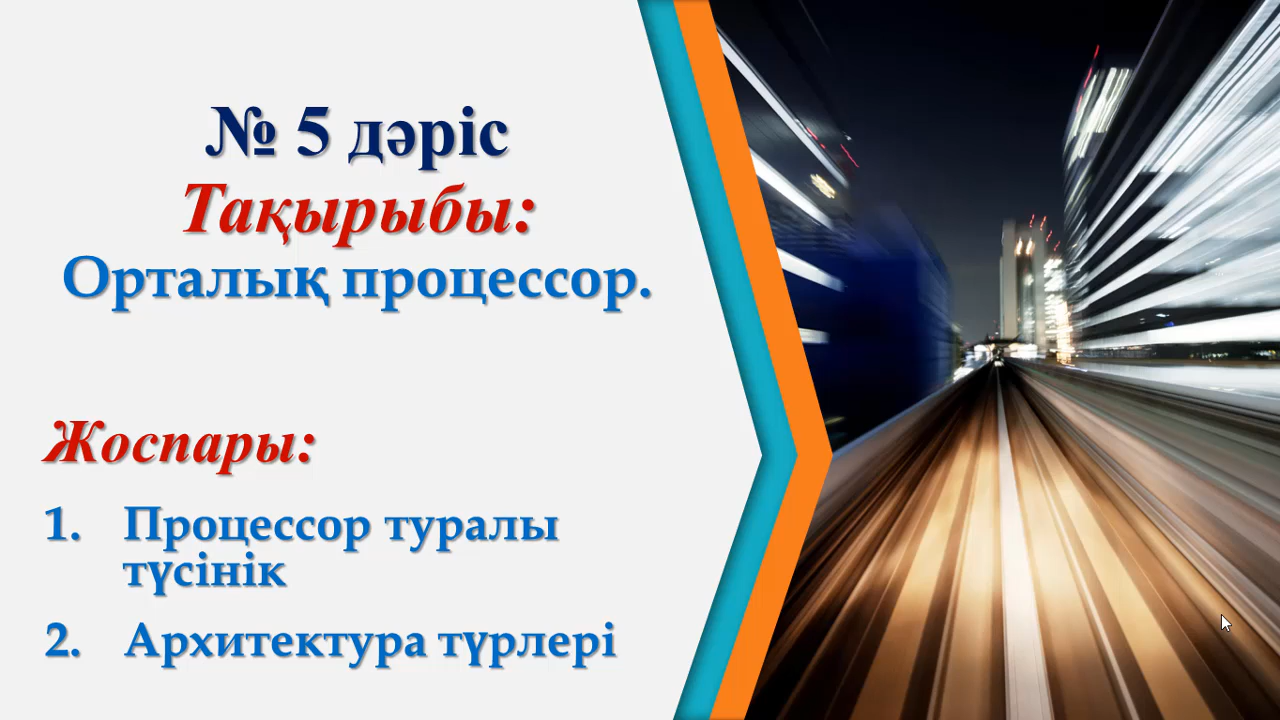 № 5 дәріс
Тақырыбы:
Орталық процессор.
Жоспары:
1. Процессор туралы
түсінік
2. Архитектура түрлері